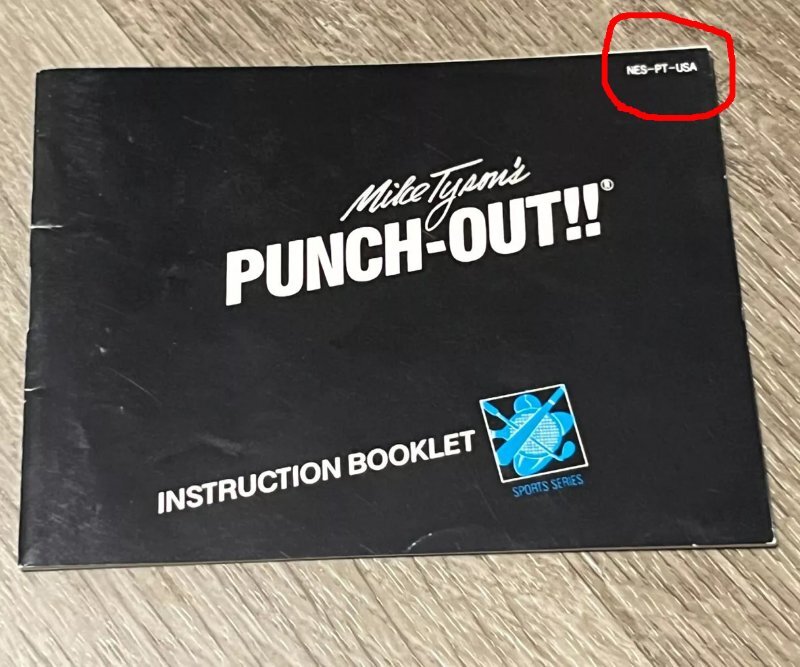 NES-PT-USA
Mike Tyson's
PUNCH-OUT!!®
INSTRUCTION BOOKLET
SPORTS SERIES